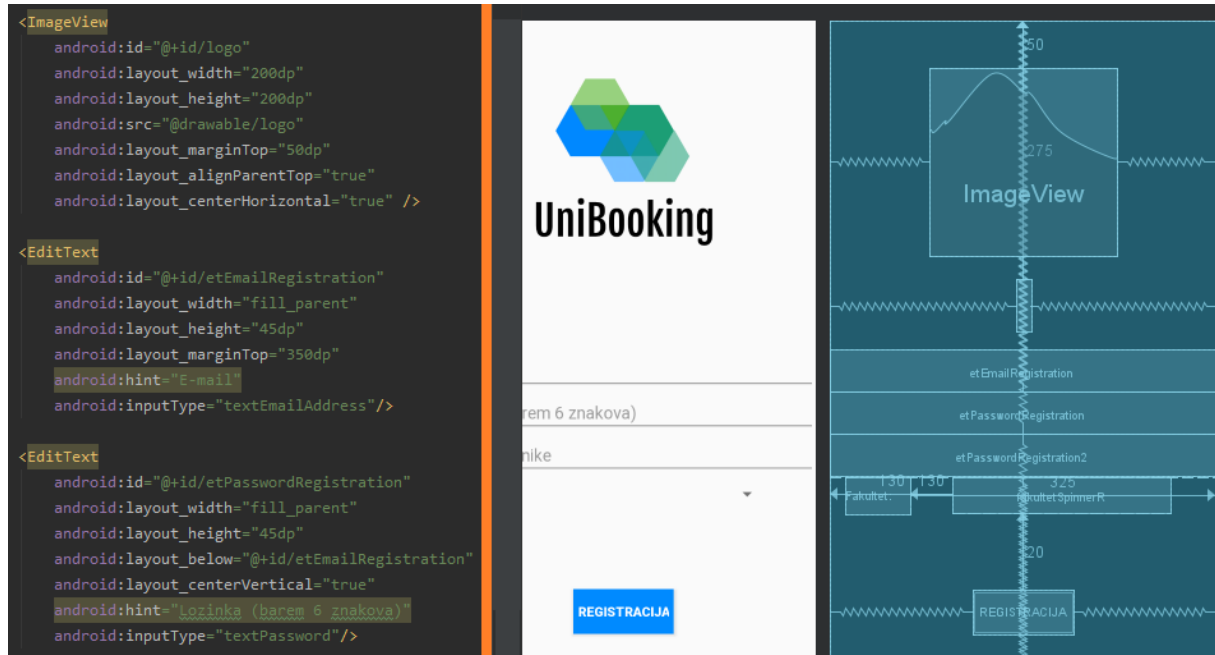 <ImageView
android:id="@+id/logo"
android:layout_width="200dp"
android:layout_height="200dp"
android:src="@drawable/logo"
android:layout_marginTop="50dp"
android:layout_alignParentTop="true"
android:layout_centerHorizontal="true" />
<EditText
android:id="@+id/etEmailRegistration"
android:layout_width="fill_parent"
android:layout_height="45dp"
android:layout_marginTop="350dp"
android:hint="E-mail"
android:inputType="textEmailAddress"/>
<EditText
android:id="@+id/etPasswordRegistration"
android:layout_width="fill_parent"
android:layout_height="45dp"
android:layout_below="@+id/etEmailRegistration"
android:layout_centerVertical="true"
android:hint="Lozinka (barem 6 znakova)"
android:inputType="textPassword"/>
UniBooking
rem 6 znakova)
nike
REGISTRACIJA
50
275
ImageView
etEmailRegistration
etPasswordRegistration
etPasswordRegistration2
130 130 325
Fakultet: fakultetSpinnerR
20
REGISTRACIJA